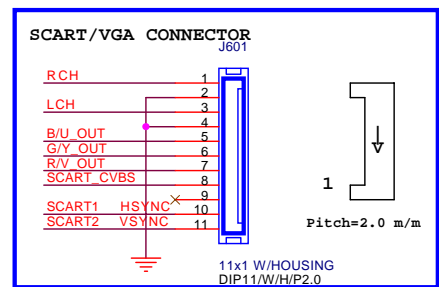 SCART/VGA CONNECTOR
J601
RCH 1
2
LCH 3
4
B/U_OUT 5
G/Y_OUT 6
R/V_OUT 7
SCART_CVBS 8
9
SCART1 HSYNC 10
SCART2 VSYNC 11
1
Pitch=2.0 m/m
11x1 W/HOUSING
DIP11/W/H/P2.0